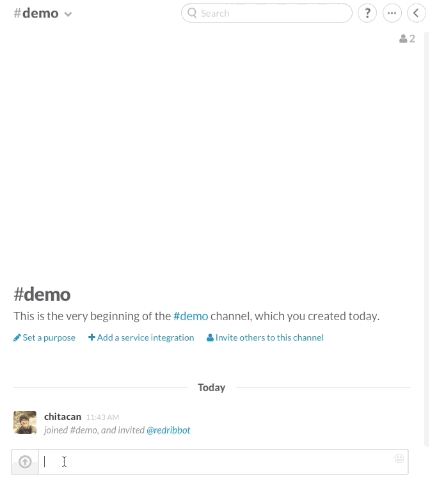 #demo
Search
?
2
#demo
This is the very beginning of the #demo channel, which you created today.
Set a purpose + Add a service integration Invite others to this channel
Today
chitacan 11:43 AM
joined #demo, and invited @redribbot